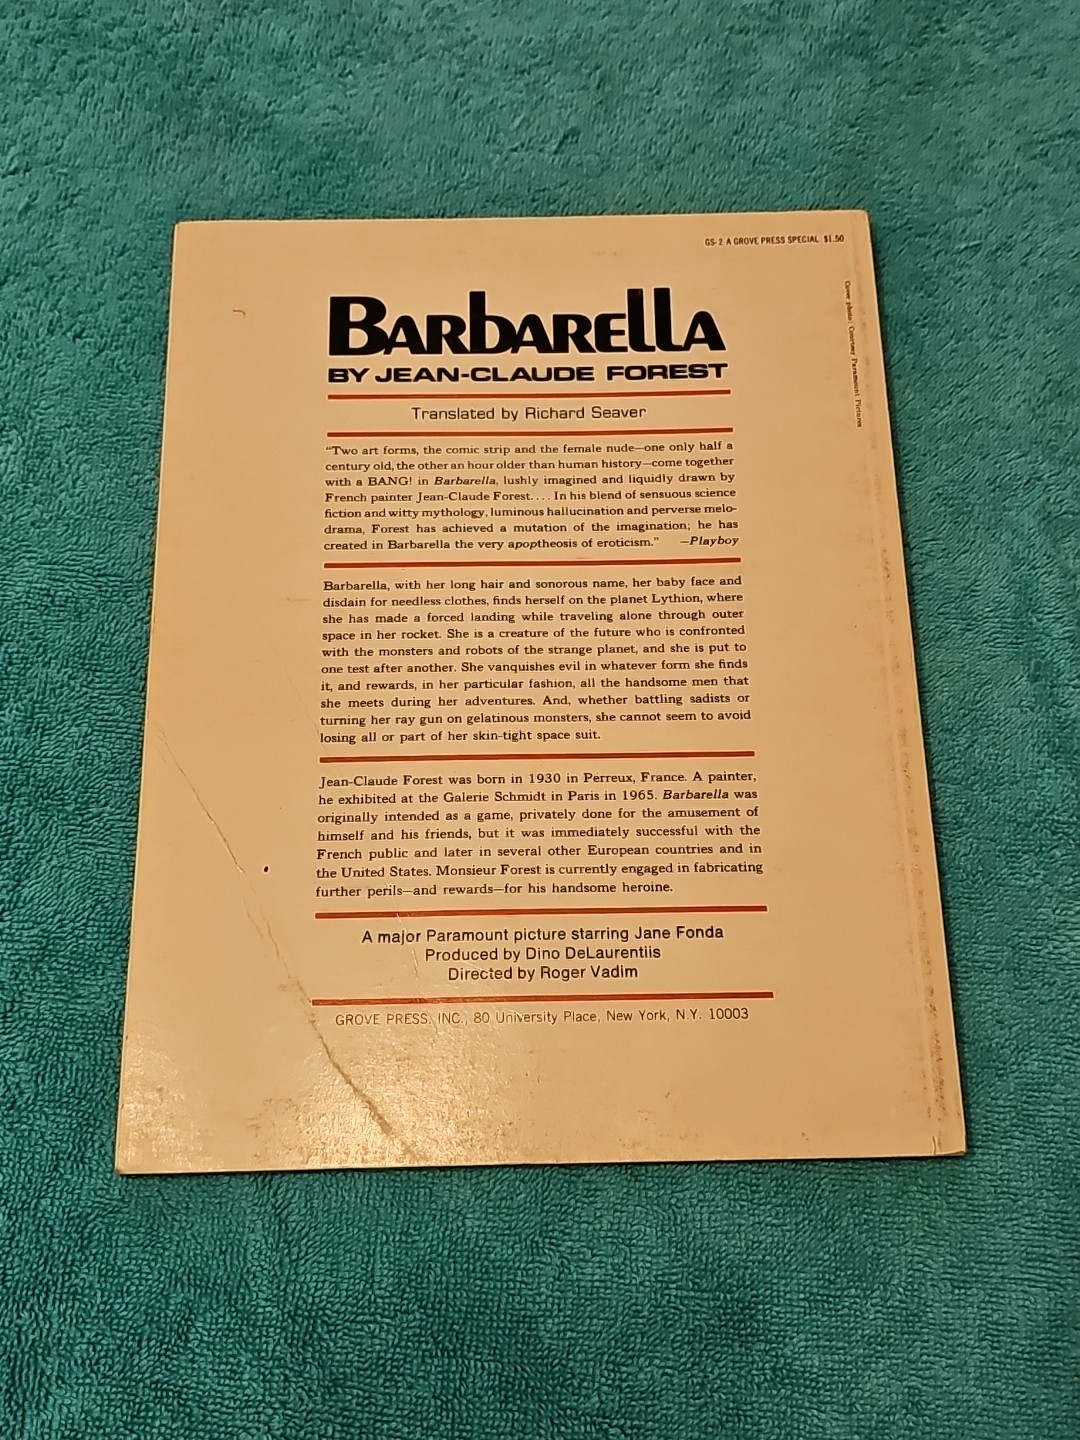 GS-2 A GROVE PRESS SPECIAL $1.50
Cover photo: Courtesy Paramount Pictures
BARbARELLA
BY JEAN-CLAUDE FOREST
Translated by Richard Seaver
"Two art forms, the comic strip and the female nude—one only half a
century old, the other an hour older than human history—come together
with a BANG! in Barbarella, lushly imagined and liquidly drawn by
French painter Jean-Claude Forest.... In his blend of sensuous science
fiction and witty mythology, luminous hallucination and perverse melo-
drama, Forest has achieved a mutation of the imagination; he has
created in Barbarella the very apoptheosis of eroticism." —Playboy
Barbarella, with her long hair and sonorous name, her baby face and
disdain for needless clothes, finds herself on the planet Lythion, where
she has made a forced landing while traveling alone through outer
space in her rocket. She is a creature of the future who is confronted
with the monsters and robots of the strange planet, and she is put to
one test after another. She vanquishes evil in whatever form she finds
it, and rewards, in her particular fashion, all the handsome men that
she meets during her adventures. And, whether battling sadists or
turning her ray gun on gelatinous monsters, she cannot seem to avoid
losing all or part of her skin-tight space suit.
Jean-Claude Forest was born in 1930 in Perreux, France. A painter,
he exhibited at the Galerie Schmidt in Paris in 1965. Barbarella was
originally intended as a game, privately done for the amusement of
himself and his friends, but it was immediately successful with the
French public and later in several other European countries and in
the United States. Monsieur Forest is currently engaged in fabricating
further perils—and rewards—for his handsome heroine.
A major Paramount picture starring Jane Fonda
Produced by Dino DeLaurentiis
Directed by Roger Vadim
GROVE PRESS, INC., 80 University Place, New York, N.Y. 10003